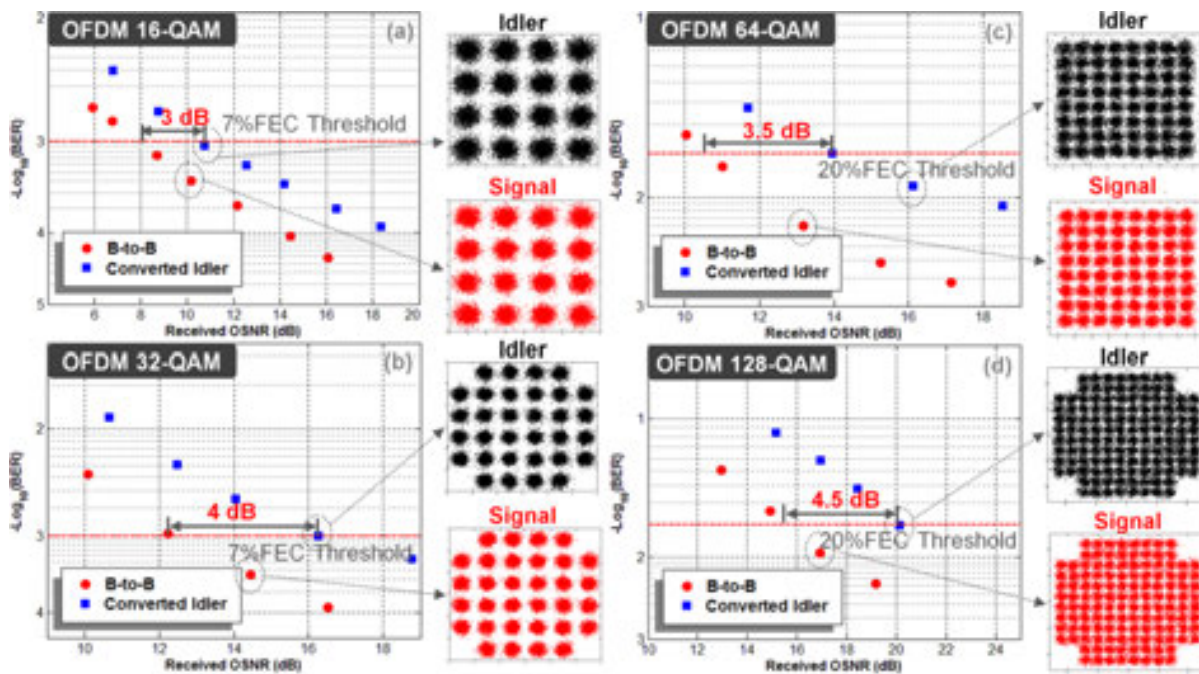 OFDM 16-QAM
(a)
2
3
4
5
-Log₁₀(BER)
3 dB
7%FEC Threshold
B-to-B
Converted Idler
6
8
10
12
14
16
18
20
Received OSNR (dB)
Idler
Signal
OFDM 64-QAM
(c)
1
2
3
-Log₁₀(BER)
3.5 dB
20%FEC Threshold
B-to-B
Converted Idler
10
12
14
16
18
Received OSNR (dB)
Idler
Signal
OFDM 32-QAM
(b)
2
3
4
-Log₁₀(BER)
4 dB
7%FEC Threshold
B-to-B
Converted Idler
10
12
14
16
18
Received OSNR (dB)
Idler
Signal
OFDM 128-QAM
(d)
1
2
3
-Log₁₀(BER)
4.5 dB
20%FEC Threshold
B-to-B
Converted Idler
10
12
14
16
18
20
22
24
Received OSNR (dB)
Idler
Signal